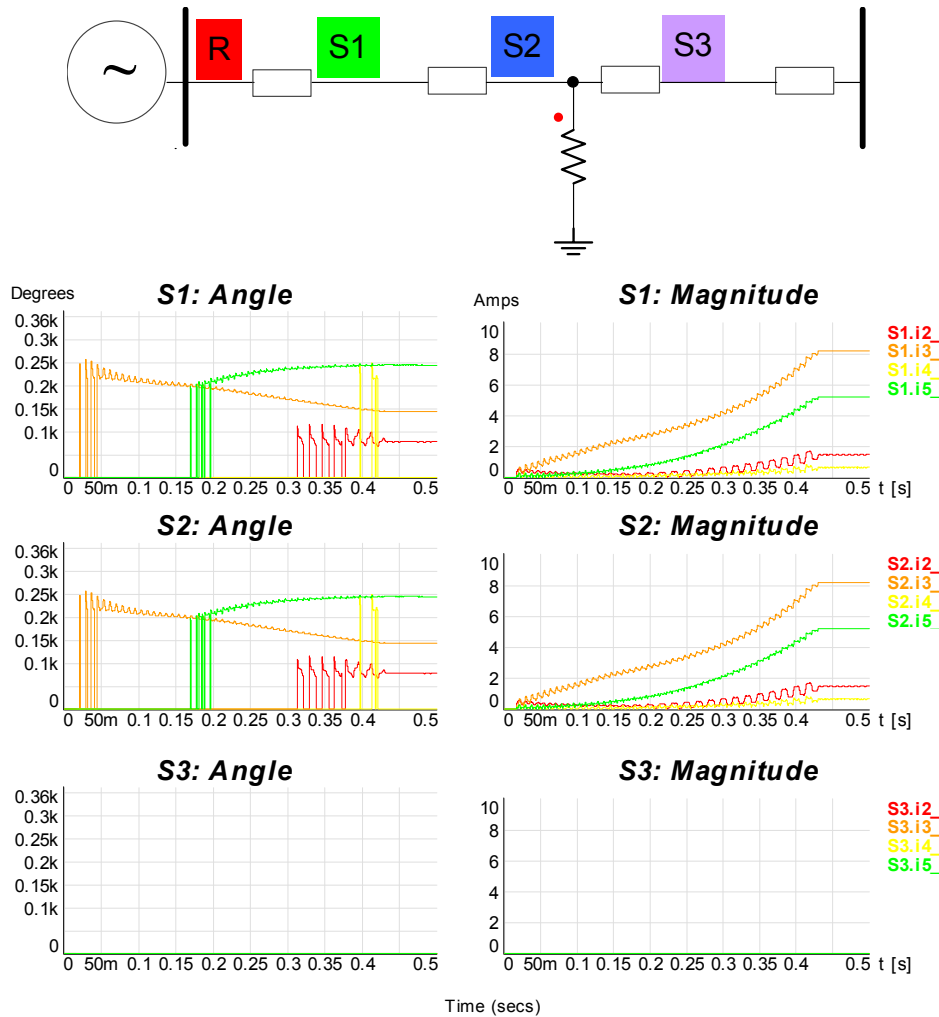 ~
R
S1
S2
S3
Degrees
S1: Angle
0.36k
0.3k
0.25k
0.2k
0.15k
0.1k
0
0 50m 0.1 0.15 0.2 0.25 0.3 0.35 0.4 0.5
Amps
S1: Magnitude
10
8
6
4
2
0
0 50m 0.1 0.15 0.2 0.25 0.3 0.35 0.4 0.5 t [s]
S1.i2_
S1.i3_
S1.i4_
S1.i5_
S2: Angle
0.36k
0.3k
0.25k
0.2k
0.15k
0.1k
0
0 50m 0.1 0.15 0.2 0.25 0.3 0.35 0.4 0.5
S2: Magnitude
10
8
6
4
2
0
0 50m 0.1 0.15 0.2 0.25 0.3 0.35 0.4 0.5 t [s]
S2.i2_
S2.i3_
S2.i4_
S2.i5_
S3: Angle
0.36k
0.3k
0.25k
0.2k
0.15k
0.1k
0
0 50m 0.1 0.15 0.2 0.25 0.3 0.35 0.4 0.5
S3: Magnitude
10
8
6
4
2
0
0 50m 0.1 0.15 0.2 0.25 0.3 0.35 0.4 0.5 t [s]
S3.i2_
S3.i3_
S3.i4_
S3.i5_
Time (secs)